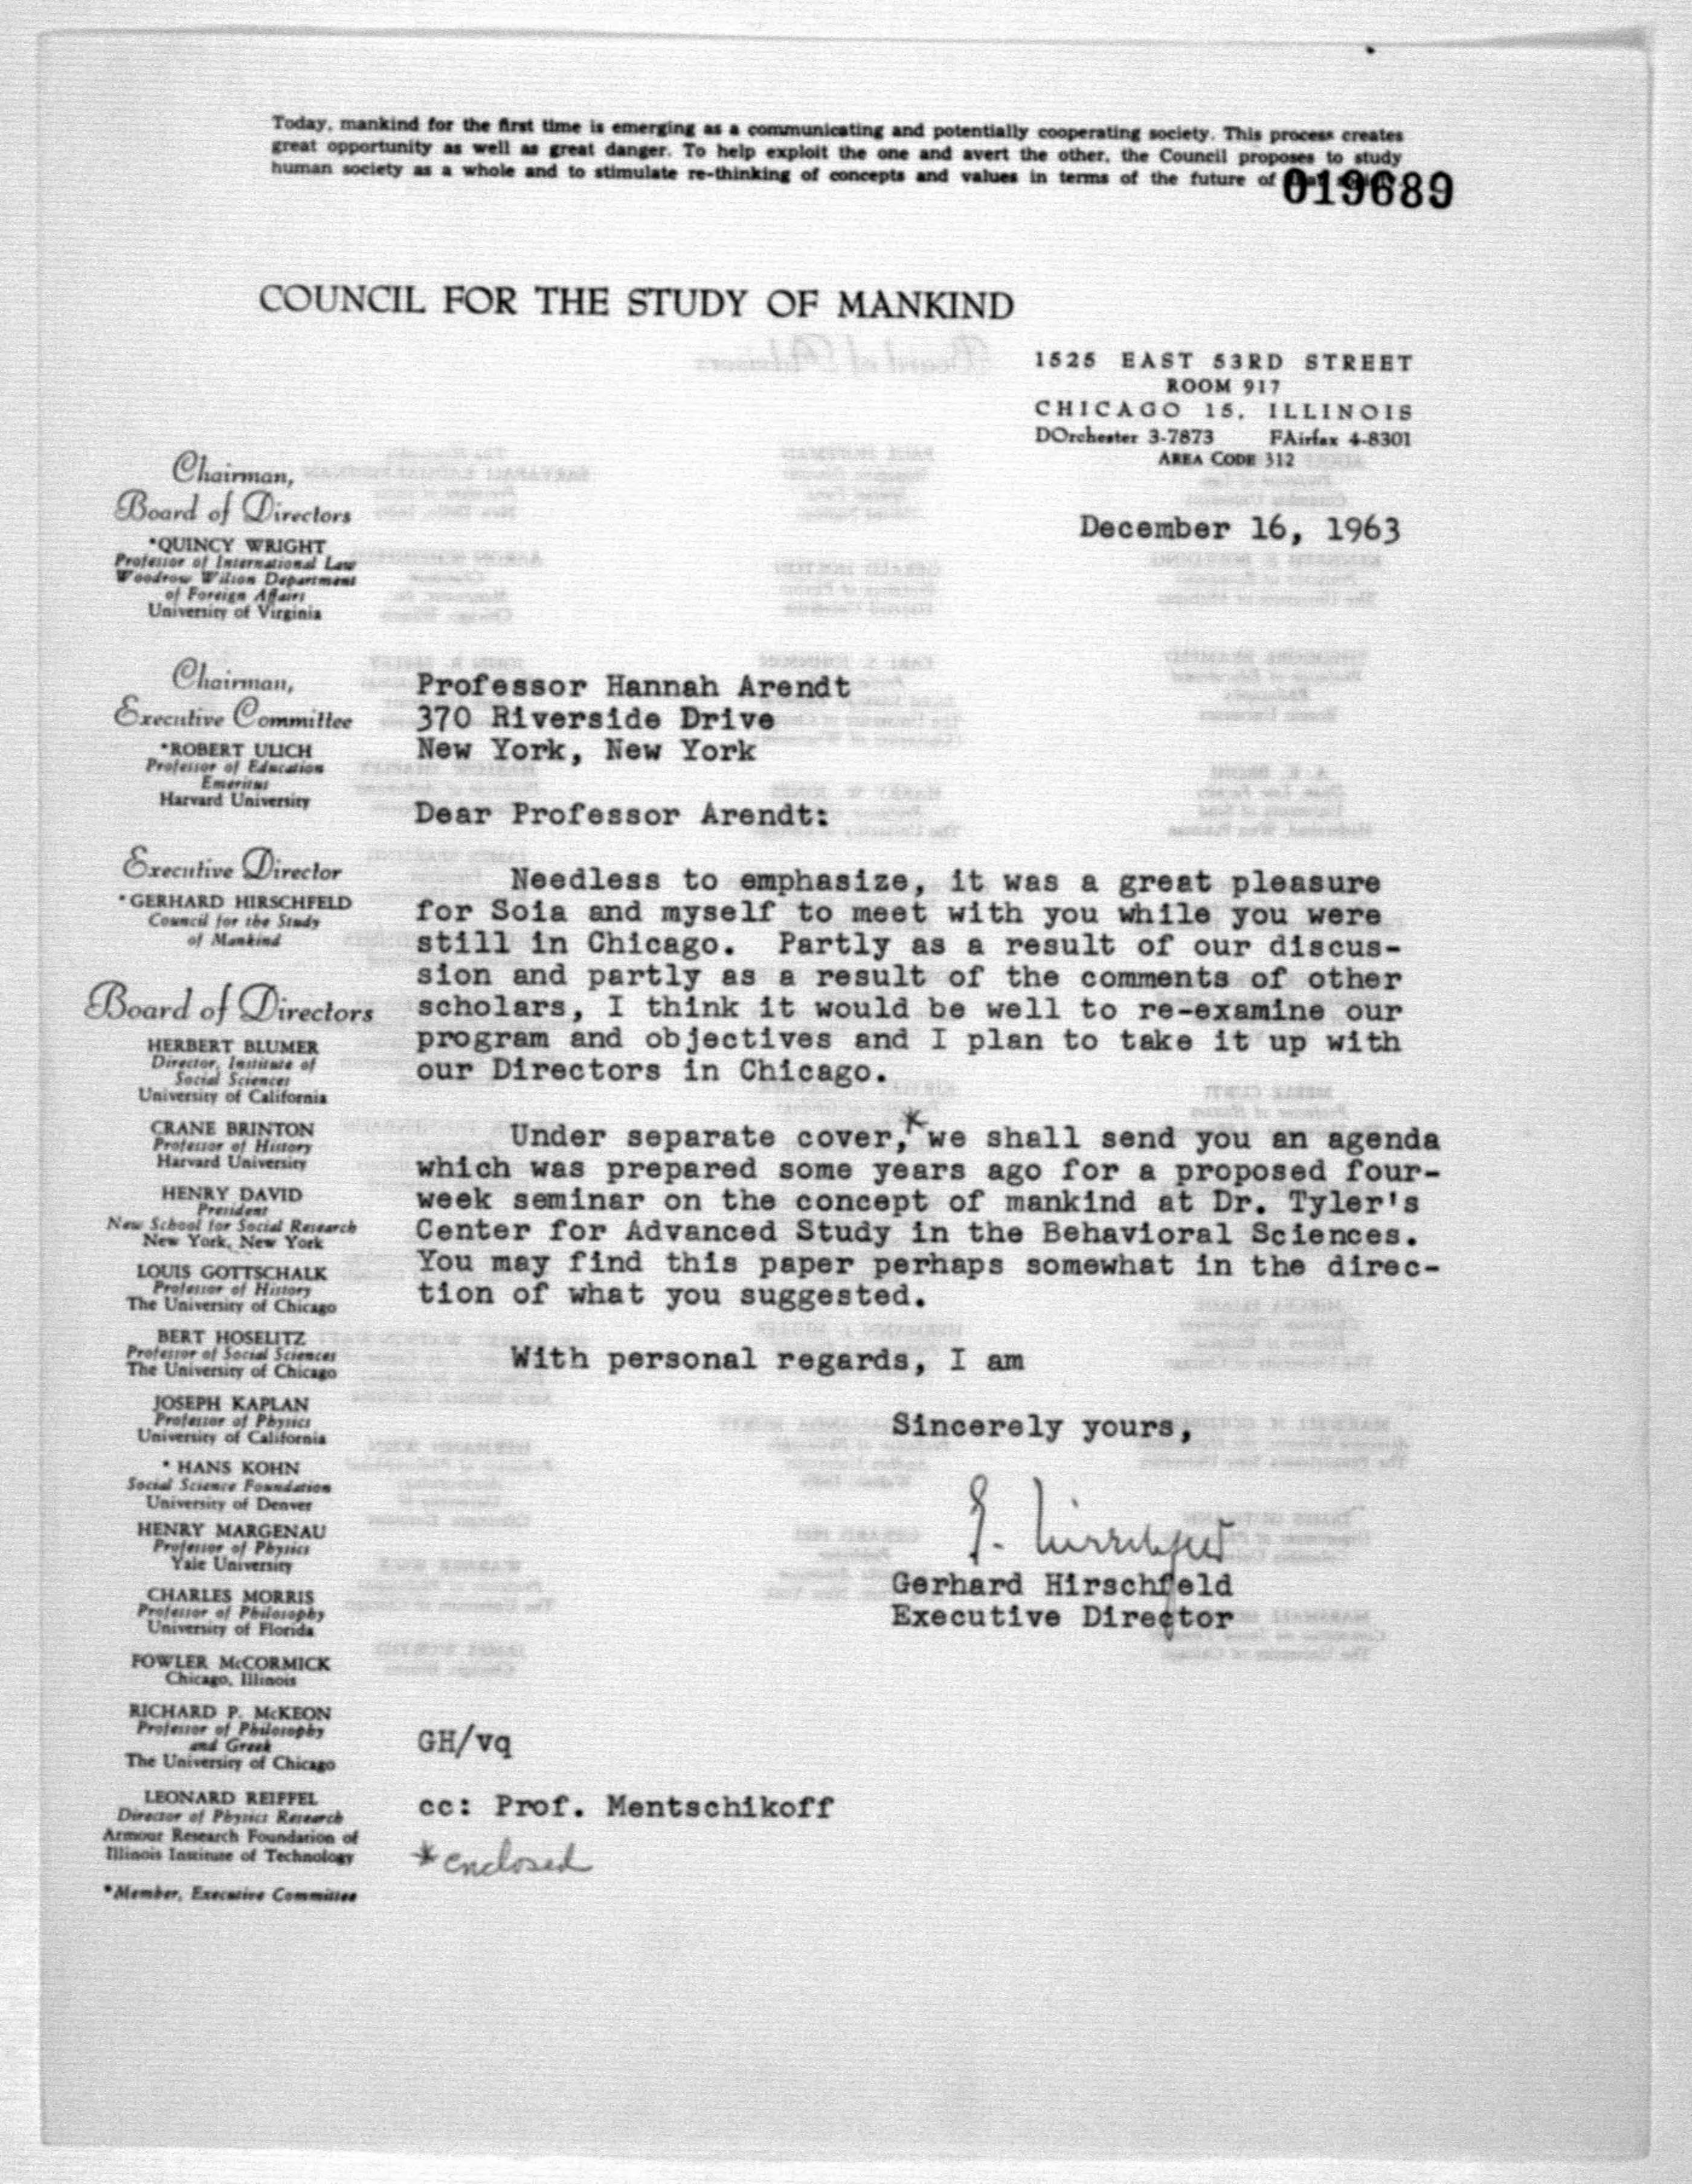 Today, mankind for the first time is emerging as a communicating and potentially cooperating society. This process creates
great opportunity as well as great danger. To help exploit the one and avert the other, the Council proposes to study
human society as a whole and to stimulate re-thinking of concepts and values in terms of the future of
019689
COUNCIL FOR THE STUDY OF MANKIND
Board of Advisors
1525 EAST 53RD STREET
ROOM 917
CHICAGO 15, ILLINOIS
DOrchester 3-7873 FAirfax 4-8301
AREA CODE 312
December 16, 1963
Chairman,
Board of Directors
*QUINCY WRIGHT
Professor of International Law
Woodrow Wilson Department
of Foreign Affairs
University of Virginia
Chairman,
Executive Committee
*ROBERT ULICH
Professor of Education
Emeritus
Harvard University
Executive Director
*GERHARD HIRSCHFELD
Council for the Study
of Mankind
Board of Directors
HERBERT BLUMER
Director, Institute of
Social Sciences
University of California
CRANE BRINTON
Professor of History
Harvard University
HENRY DAVID
President
New School for Social Research
New York, New York
LOUIS GOTTSCHALK
Professor of History
The University of Chicago
BERT HOSELITZ
Professor of Social Sciences
The University of Chicago
JOSEPH KAPLAN
Professor of Physics
University of California
* HANS KOHN
Social Science Foundation
University of Denver
HENRY MARGENAU
Professor of Physics
Yale University
CHARLES MORRIS
Professor of Philosophy
University of Florida
FOWLER McCORMICK
Chicago, Illinois
RICHARD P. McKEON
Professor of Philosophy
and Greek
The University of Chicago
LEONARD REIFFEL
Director of Physics Research
Armour Research Foundation of
Illinois Institute of Technology
*Member, Executive Committee
Professor Hannah Arendt
370 Riverside Drive
New York, New York
Dear Professor Arendt:
Needless to emphasize, it was a great pleasure
for Soia and myself to meet with you while you were
still in Chicago. Partly as a result of our discus-
sion and partly as a result of the comments of other
scholars, I think it would be well to re-examine our
program and objectives and I plan to take it up with
our Directors in Chicago.
Under separate cover,* we shall send you an agenda
which was prepared some years ago for a proposed four-
week seminar on the concept of mankind at Dr. Tyler's
Center for Advanced Study in the Behavioral Sciences.
You may find this paper perhaps somewhat in the direc-
tion of what you suggested.
With personal regards, I am
Sincerely yours,
G. Hirschfeld
Gerhard Hirschfeld
Executive Director
GH/vq
cc: Prof. Mentschikoff
* enclosed